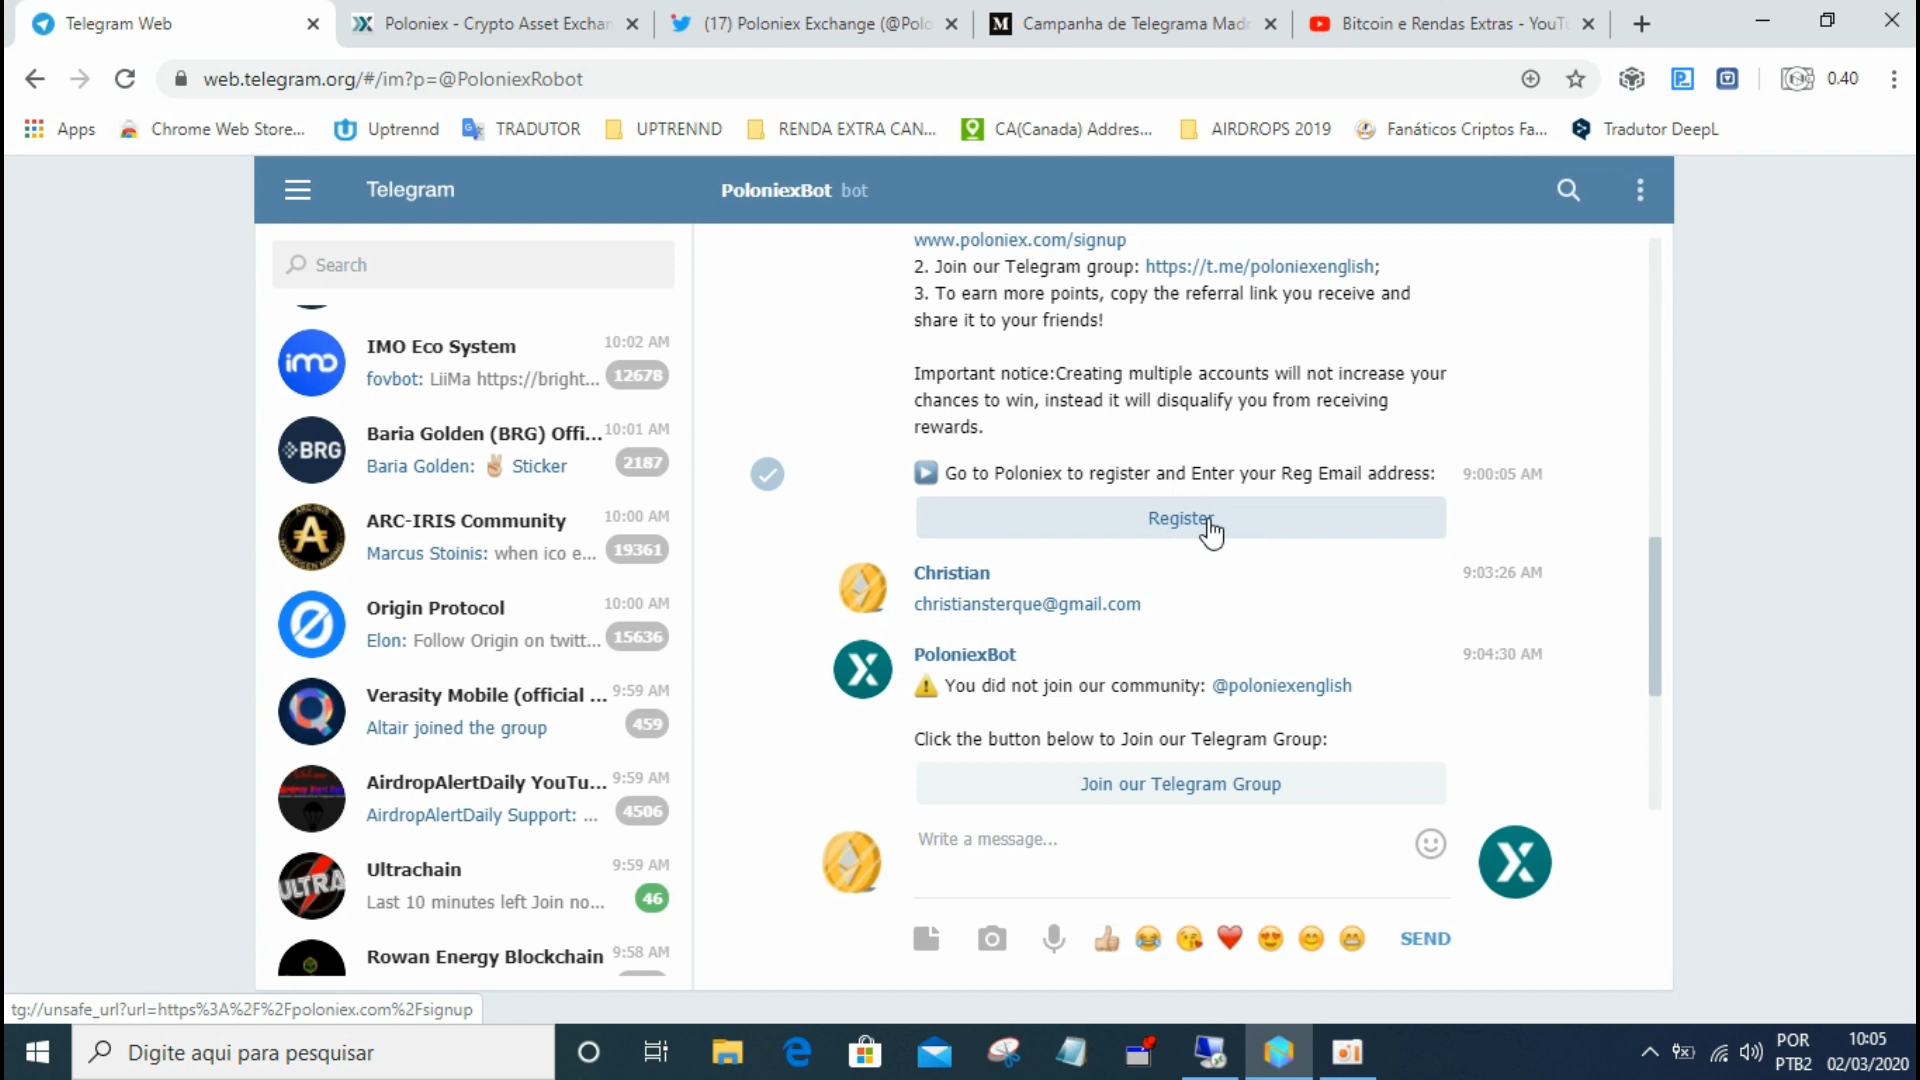 Telegram Web
Poloniex - Crypto Asset Exchan
(17) Poloniex Exchange (@Polo
Campanha de Telegrama Madr
Bitcoin e Rendas Extras - YouTu
web.telegram.org/#/im?p=@PoloniexRobot
0.40
Apps
Chrome Web Store...
Uptrennd
TRADUTOR
UPTRENND
RENDA EXTRA CAN...
CA(Canada) Addres...
AIRDROPS 2019
Fanáticos Criptos Fa...
Tradutor DeepL
Telegram
PoloniexBot bot
Search
IMO Eco System 10:02 AM
fovbot: LiiMa https://bright... 12678
Baria Golden (BRG) Offi... 10:01 AM
Baria Golden: ✌ Sticker 2187
ARC-IRIS Community 10:00 AM
Marcus Stoinis: when ico e... 19361
Origin Protocol 10:00 AM
Elon: Follow Origin on twitt... 15636
Verasity Mobile (official ... 9:59 AM
Altair joined the group 459
AirdropAlertDaily YouTu... 9:59 AM
AirdropAlertDaily Support: ... 4506
Ultrachain 9:59 AM
Last 10 minutes left Join no... 46
Rowan Energy Blockchain 9:58 AM
imo
BRG
ARC-IRIS
ULTRA
www.poloniex.com/signup
2. Join our Telegram group: https://t.me/poloniexenglish;
3. To earn more points, copy the referral link you receive and
share it to your friends!
Important notice:Creating multiple accounts will not increase your
chances to win, instead it will disqualify you from receiving
rewards.
▶ Go to Poloniex to register and Enter your Reg Email address: 9:00:05 AM
Register
Christian 9:03:26 AM
christiansterque@gmail.com
PoloniexBot 9:04:30 AM
⚠ You did not join our community: @poloniexenglish
Click the button below to Join our Telegram Group:
Join our Telegram Group
Write a message...
SEND
tg://unsafe_url?url=https%3A%2F%2Fpoloniex.com%2Fsignup
Digite aqui para pesquisar
POR
PTB2
10:05
02/03/2020